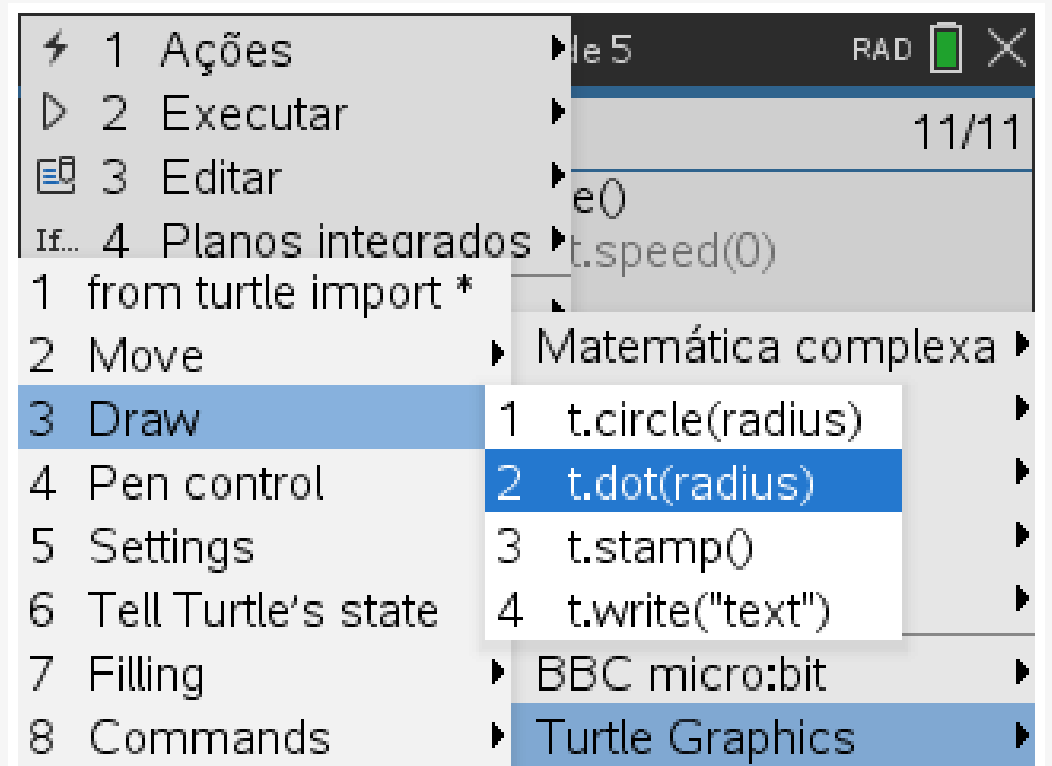 1 Ações
de 5 RAD
2 Executar
11/11
3 Editar
e()
If... 4 Planos integrados
t.speed(0)
1 from turtle import *
2 Move
Matemática complexa
3 Draw
1 t.circle(radius)
4 Pen control
2 t.dot(radius)
5 Settings
3 t.stamp()
6 Tell Turtle's state
4 t.write("text")
7 Filling
BBC micro:bit
8 Commands
Turtle Graphics